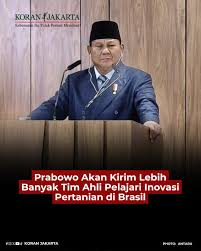 KORAN JAKARTA
Prabowo Akan Kirim Lebih
Banyak Tim Ahli Pelajari Inovasi
Pertanian di Brasil
KORAN JAKARTA
PHOTO: ANTARA